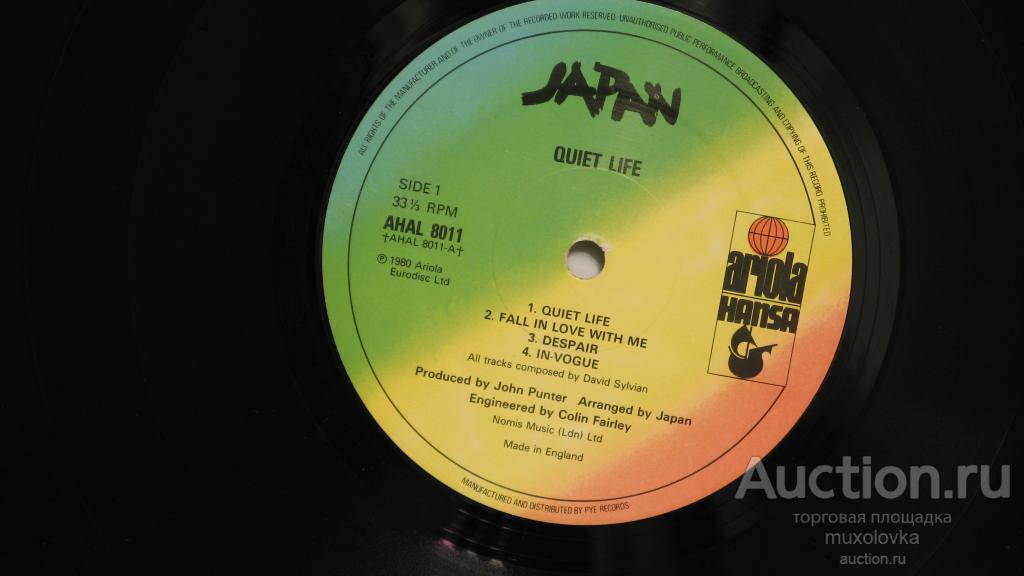 ALL RIGHTS OF THE MANUFACTURER AND OF THE OWNER OF THE RECORDED WORK RESERVED. UNAUTHORISED PUBLIC PERFORMANCE BROADCASTING AND COPYING OF THIS RECORD PROHIBITED
JAPAN
QUIET LIFE
SIDE 1
33 ⅓ RPM
AHAL 8011
†AHAL 8011-A†
℗ 1980 Ariola
Eurodisc Ltd
ariola
HANSA
1. QUIET LIFE
2. FALL IN LOVE WITH ME
3. DESPAIR
4. IN-VOGUE
All tracks composed by David Sylvian
Produced by John Punter Arranged by Japan
Engineered by Colin Fairley
Nomis Music (Ldn) Ltd
Made in England
MANUFACTURED AND DISTRIBUTED BY PYE RECORDS
Auction.ru
торговая площадка
muxolovka
auction.ru